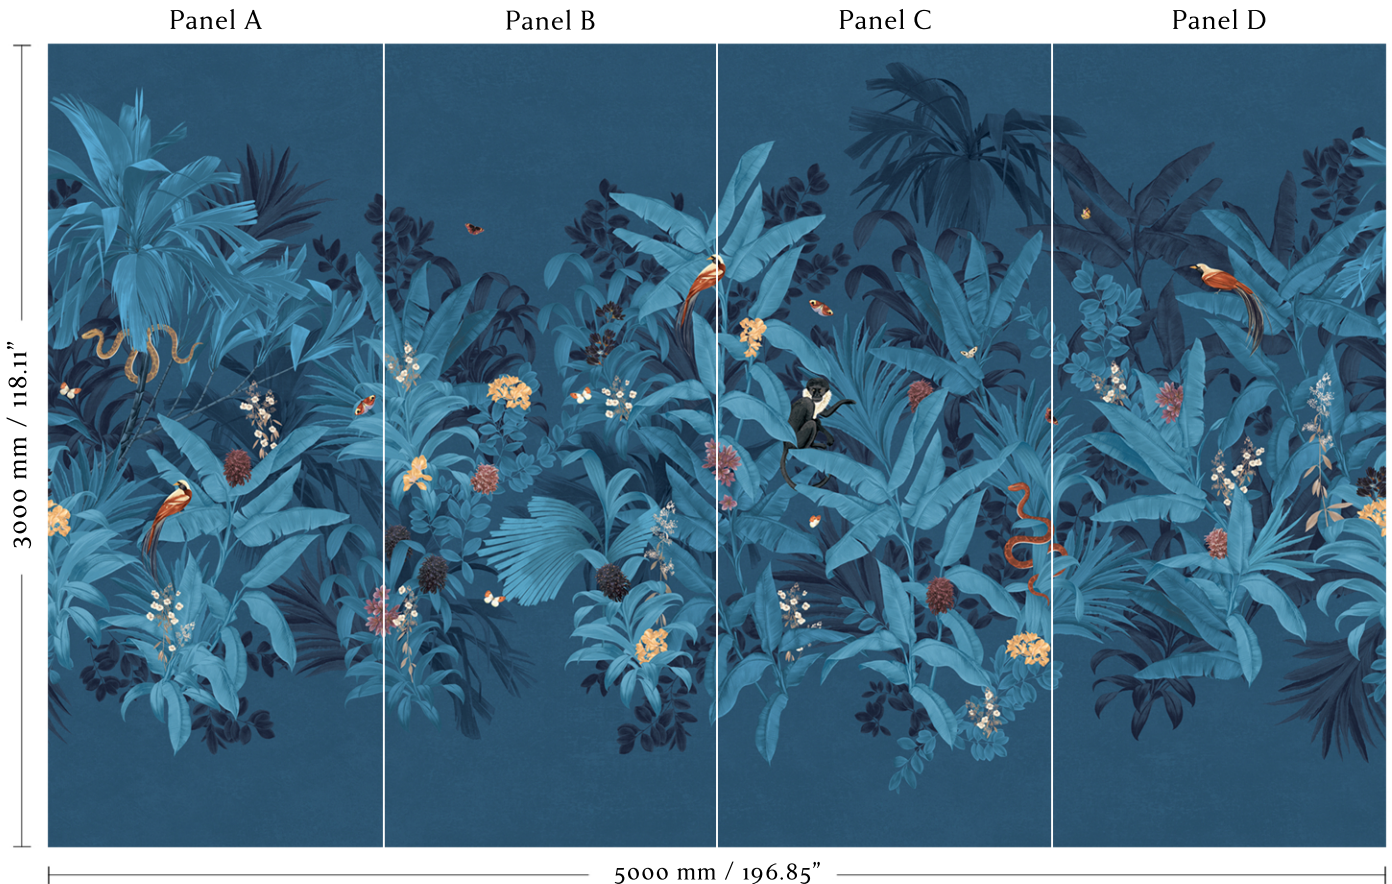 Panel A
Panel B
Panel C
Panel D
3000 mm / 118.11”
5000 mm / 196.85”